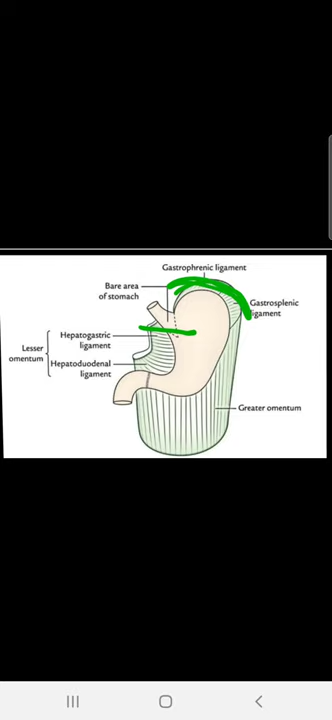 Gastrophrenic ligament
Bare area
of stomach
Gastrosplenic
ligament
Hepatogastric
ligament
Lesser
omentum
Hepatoduodenal
ligament
Greater omentum